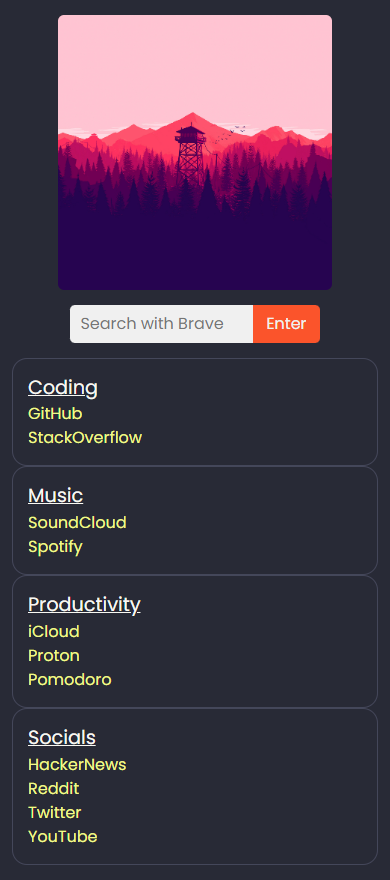 Search with Brave Enter
Coding
GitHub
StackOverflow
Music
SoundCloud
Spotify
Productivity
iCloud
Proton
Pomodoro
Socials
HackerNews
Reddit
Twitter
YouTube